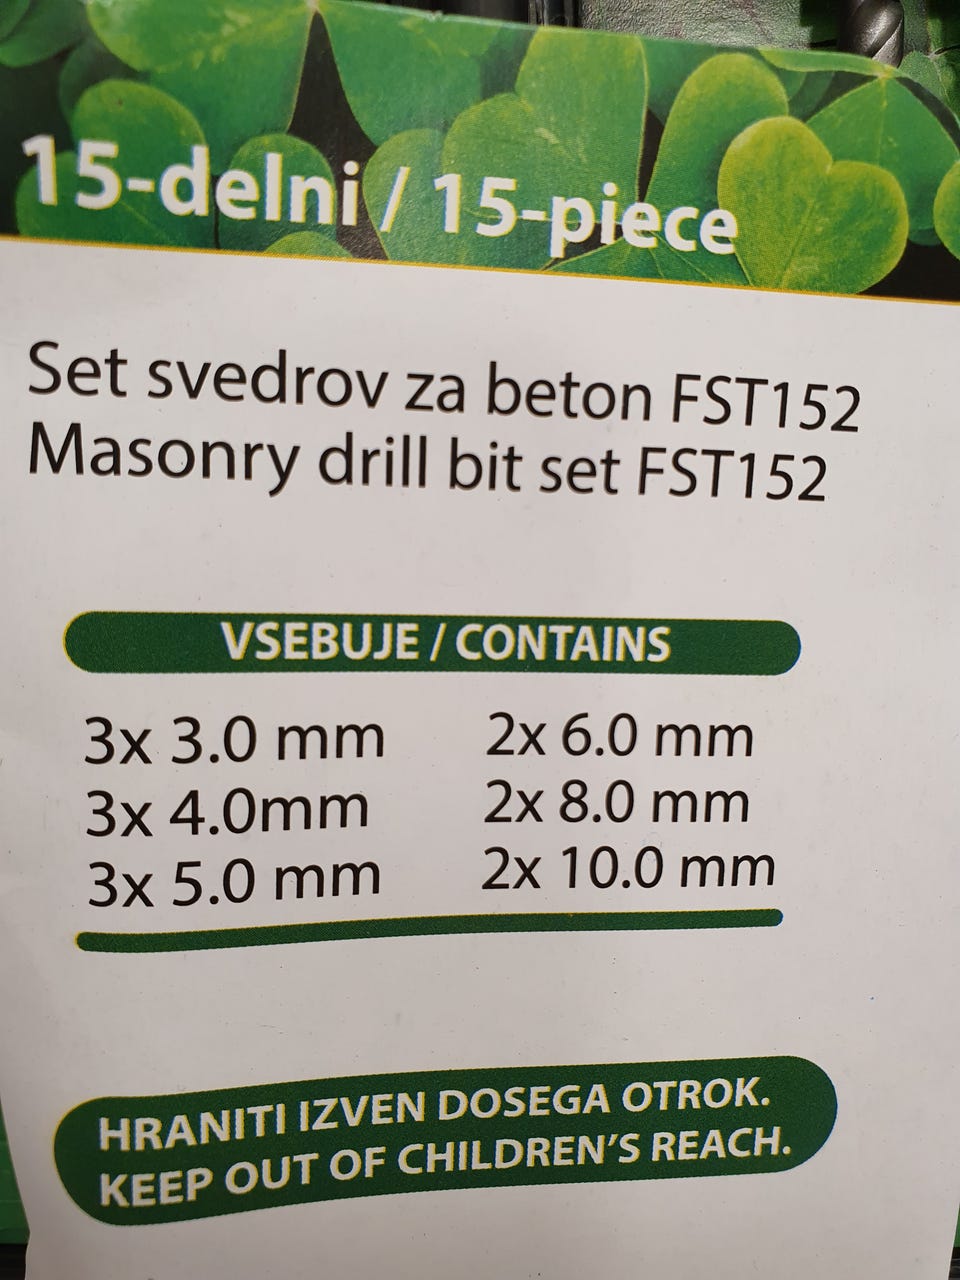 15-delni / 15-piece
Set svedrov za beton FST152
Masonry drill bit set FST152
VSEBUJE / CONTAINS
3x 3.0 mm
3x 4.0mm
3x 5.0 mm
2x 6.0 mm
2x 8.0 mm
2x 10.0 mm
HRANITI IZVEN DOSEGA OTROK.
KEEP OUT OF CHILDREN'S REACH.